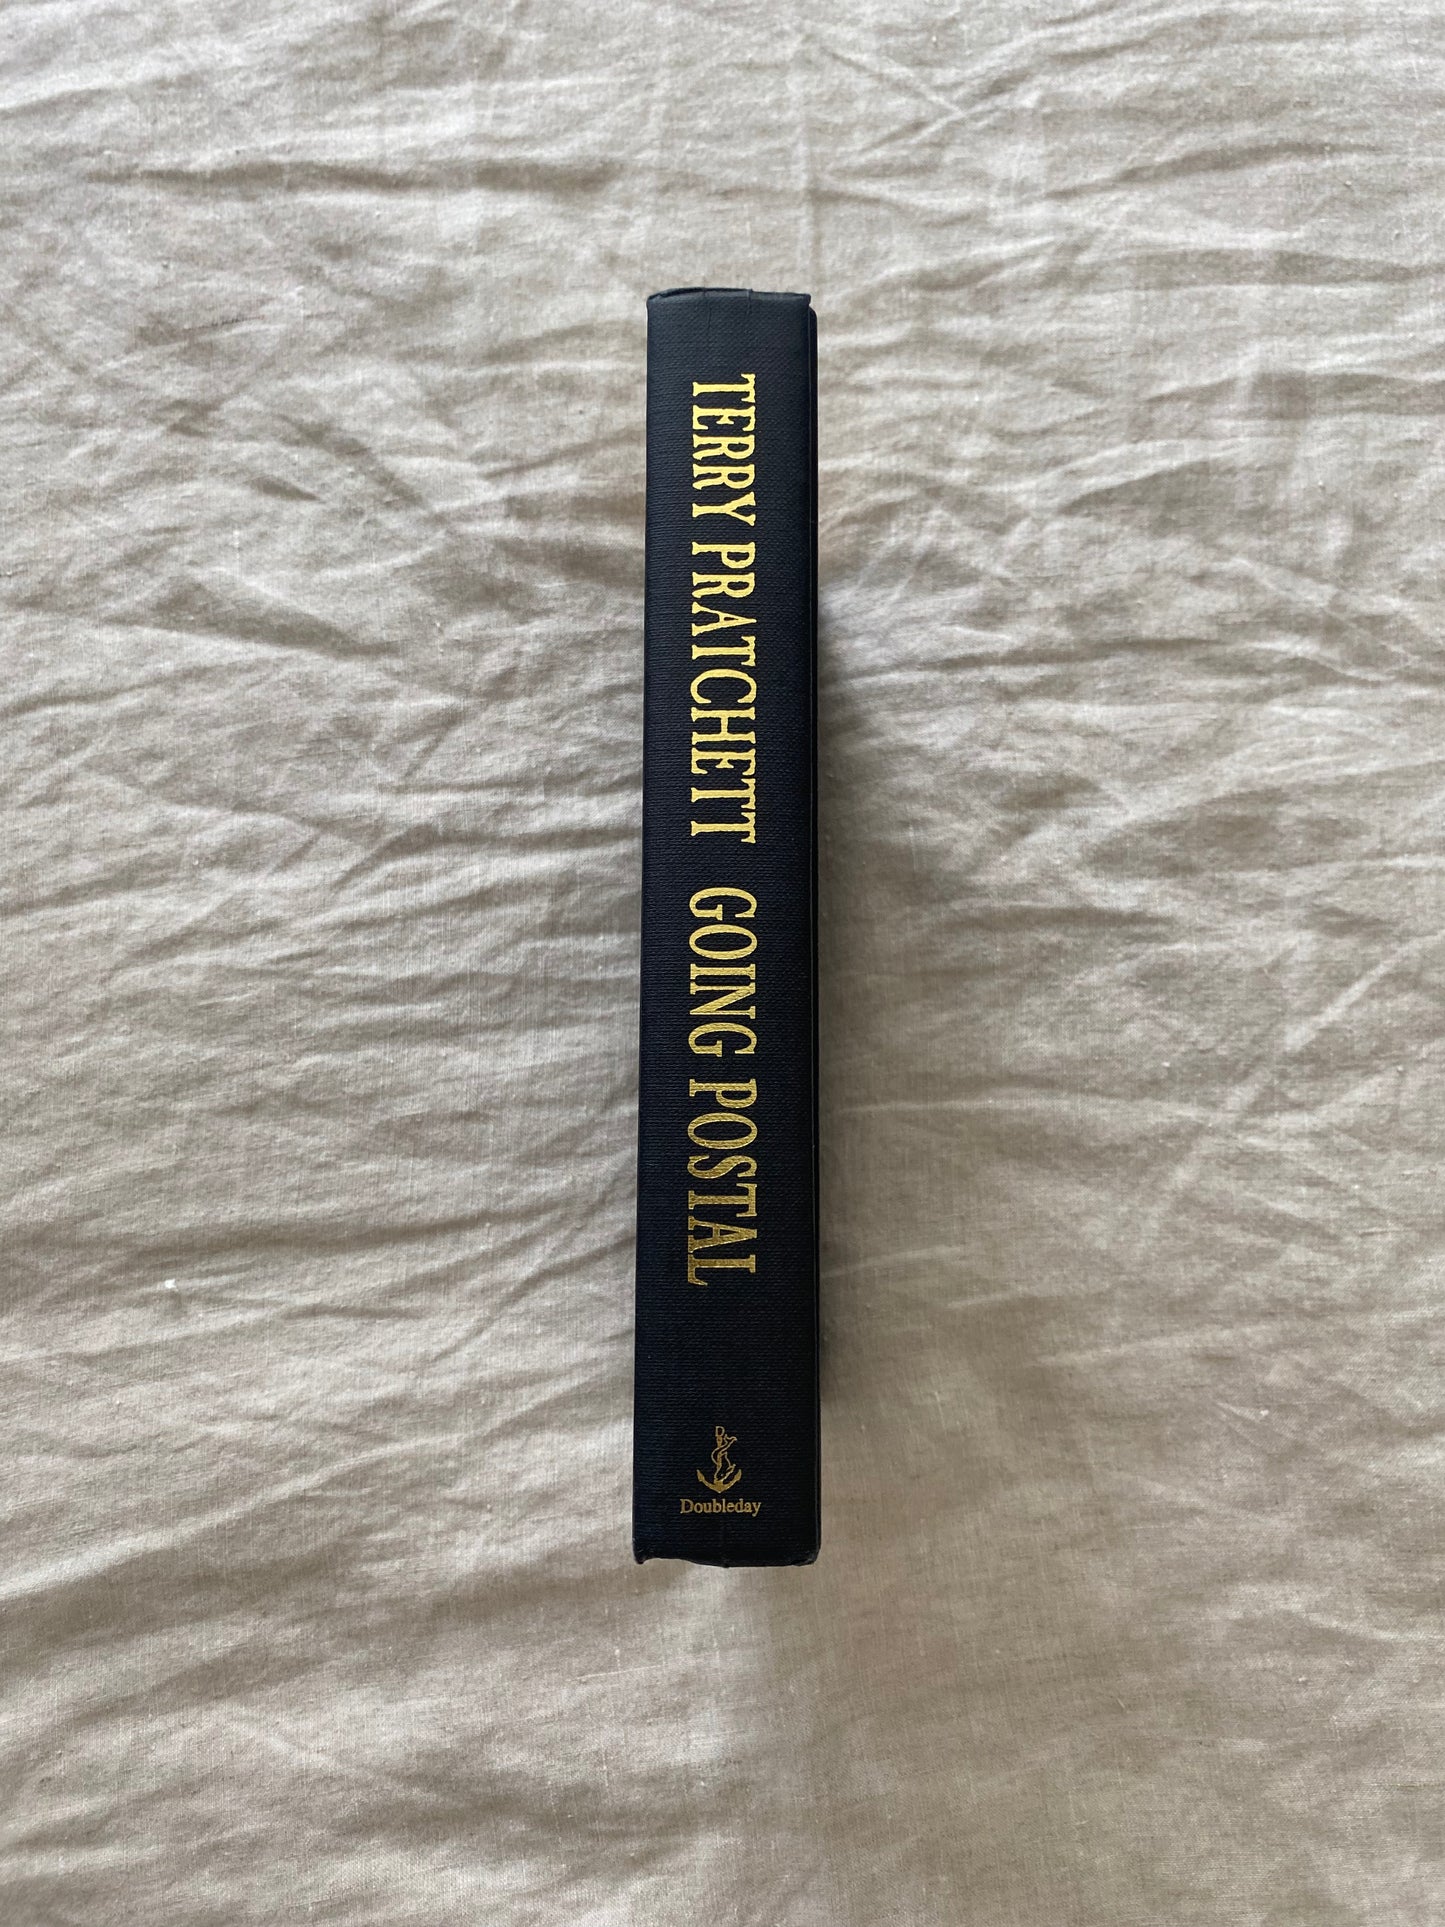 TERRY PRATCHETT GOING POSTAL
D
Doubleday